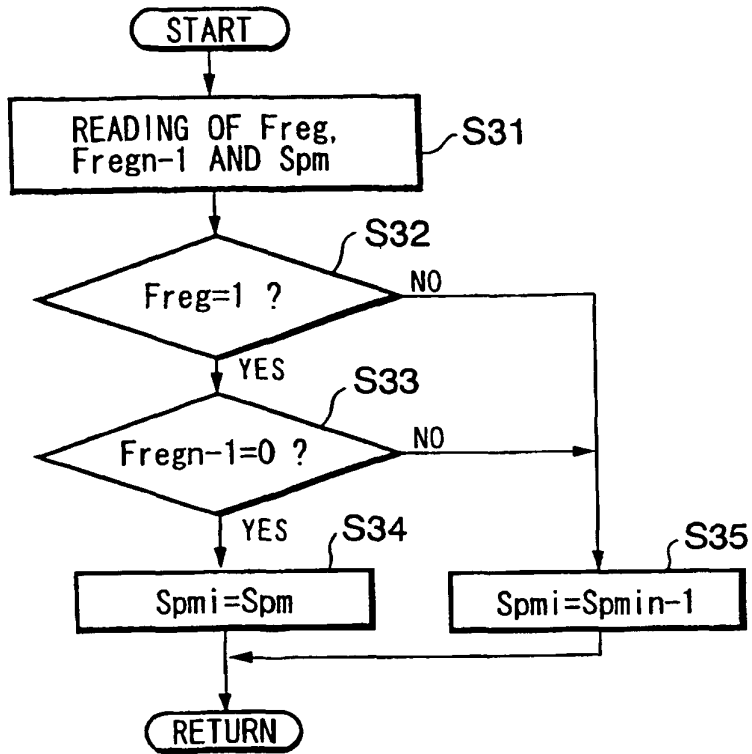 START
READING OF Freg,
Fregn-1 AND Spm
S31
S32
Freg=1 ?
NO
YES
S33
Fregn-1=0 ?
NO
YES
S34
S35
Spmi=Spm
Spmi=Spmin-1
RETURN